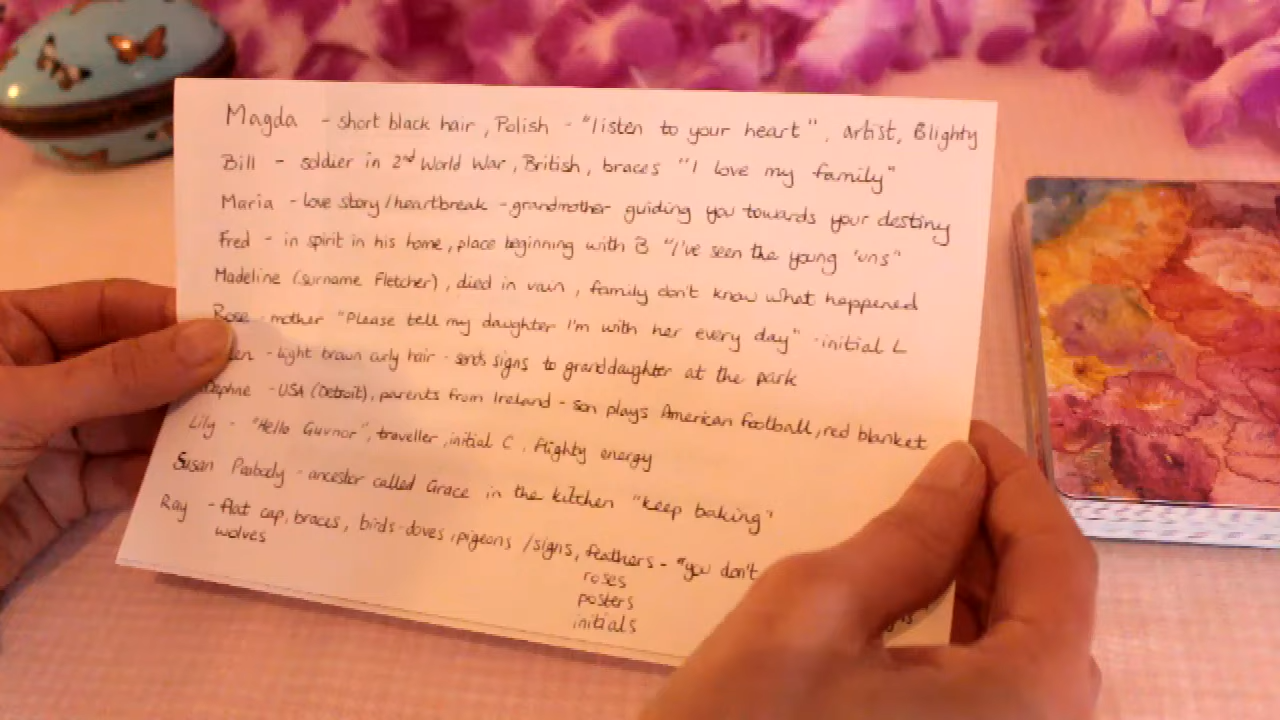 Magda - short black hair, Polish - "listen to your heart", artist, Blighty
Bill - soldier in 2nd World War, British, braces "I love my family"
Maria - love story/heartbreak - grandmother guiding you towards your destiny
Fred - in spirit in his home, place beginning with B "I've seen the young 'uns"
Madeline (surname Fletcher), died in vain, family don't know what happened
Rose - mother "Please tell my daughter I'm with her every day" - initial L
- light brown curly hair - sends signs to granddaughter at the park
Daphne - USA (Detroit), parents from Ireland - son plays American football, red blanket
Lily - "Hello Guvnor", traveller, initial C, flighty energy
Susan Peabody - ancestor called Grace in the kitchen "keep baking"
Ray - flat cap, braces, birds-doves, pigeons /signs, feathers - "you don't
wolves
roses
posters
initials